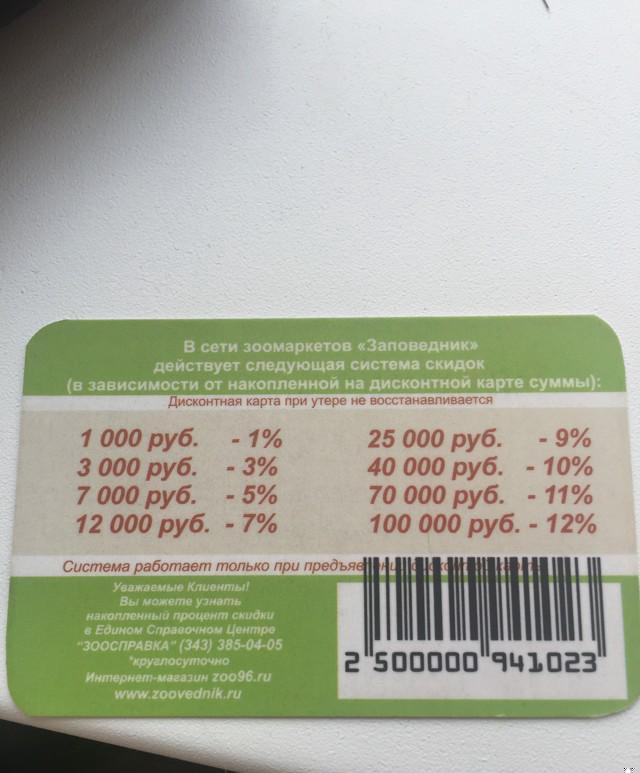 В сети зоомаркетов «Заповедник»
действует следующая система скидок
(в зависимости от накопленной на дисконтной карте суммы):
Дисконтная карта при утере не восстанавливается
1 000 руб. - 1%
3 000 руб. - 3%
7 000 руб. - 5%
12 000 руб. - 7%
25 000 руб. - 9%
40 000 руб. - 10%
70 000 руб. - 11%
100 000 руб. - 12%
Система работает только при предъявлении дисконтной карты
Уважаемые Клиенты!
Вы можете узнать
накопленный процент скидки
в Едином Справочном Центре
"ЗООСПРАВКА" (343) 385-04-05
*круглосуточно
Интернет-магазин zoo96.ru
www.zoovednik.ru
2 500000 941023